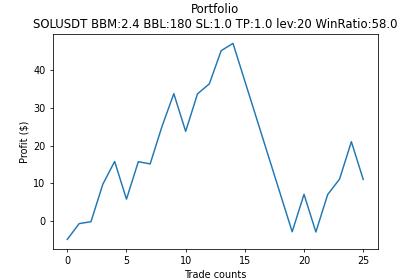 Portfolio
SOLUSDT BBM:2.4 BBL:180 SL:1.0 TP:1.0 lev:20 WinRatio:58.0
40
30
20
10
0
Profit ($)
0 5 10 15 20 25
Trade counts